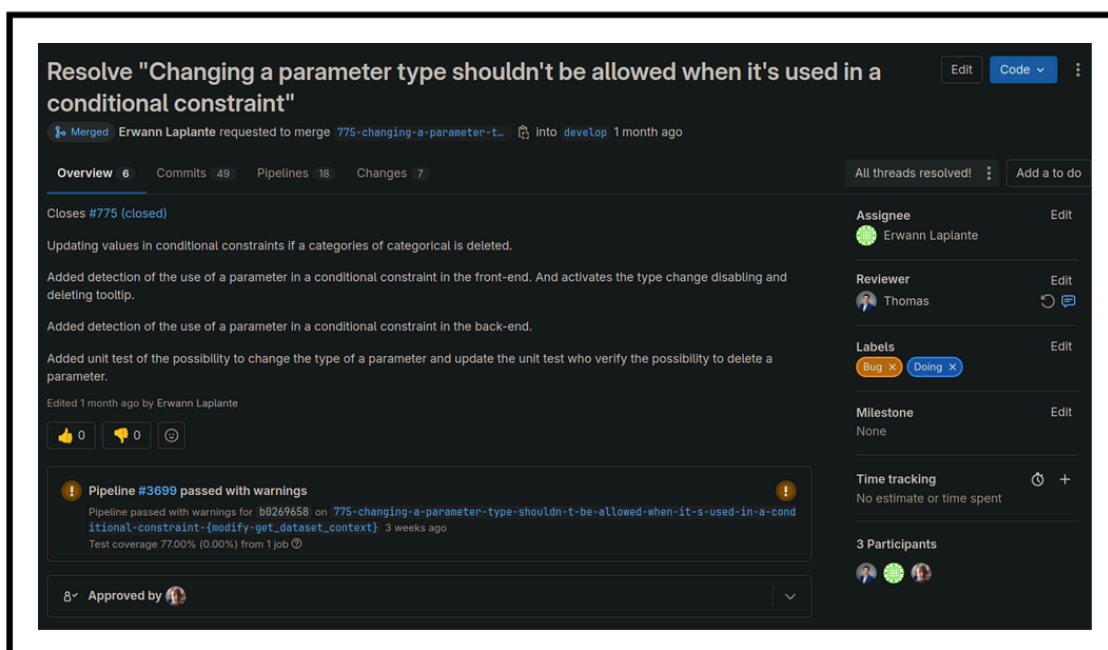 Resolve "Changing a parameter type shouldn't be allowed when it's used in a
conditional constraint"
Edit
Code
Merged Erwann Laplante requested to merge 775-changing-a-parameter-t… into develop 1 month ago
Overview 6
Commits 49
Pipelines 18
Changes 7
All threads resolved!
Add a to do
Closes #775 (closed)
Updating values in conditional constraints if a categories of categorical is deleted.
Added detection of the use of a parameter in a conditional constraint in the front-end. And activates the type change disabling and
deleting tooltip.
Added detection of the use of a parameter in a conditional constraint in the back-end.
Added unit test of the possibility to change the type of a parameter and update the unit test who verify the possibility to delete a
parameter.
Edited 1 month ago by Erwann Laplante
0
0
Pipeline #3699 passed with warnings
Pipeline passed with warnings for b0269658 on 775-changing-a-parameter-type-shouldn-t-be-allowed-when-it-s-used-in-a-cond
itional-constraint-{modify-get_dataset_context} 3 weeks ago
Test coverage 77.00% (0.00%) from 1 job
Approved by
Assignee
Edit
Erwann Laplante
Reviewer
Edit
Thomas
Labels
Edit
Bug ×
Doing ×
Milestone
Edit
None
Time tracking
No estimate or time spent
3 Participants